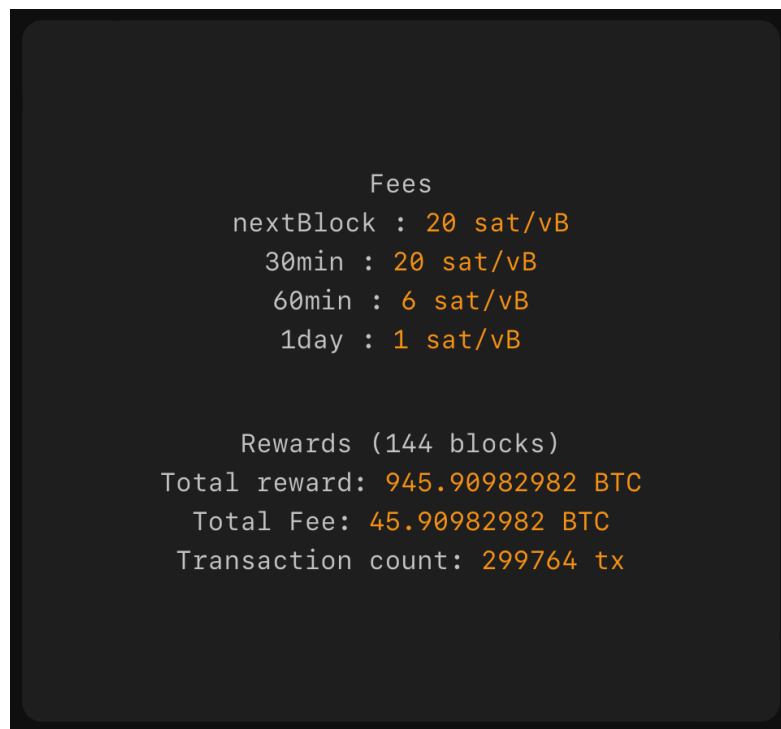 Fees
nextBlock : 20 sat/vB
30min : 20 sat/vB
60min : 6 sat/vB
1day : 1 sat/vB
Rewards (144 blocks)
Total reward: 945.90982982 BTC
Total Fee: 45.90982982 BTC
Transaction count: 299764 tx